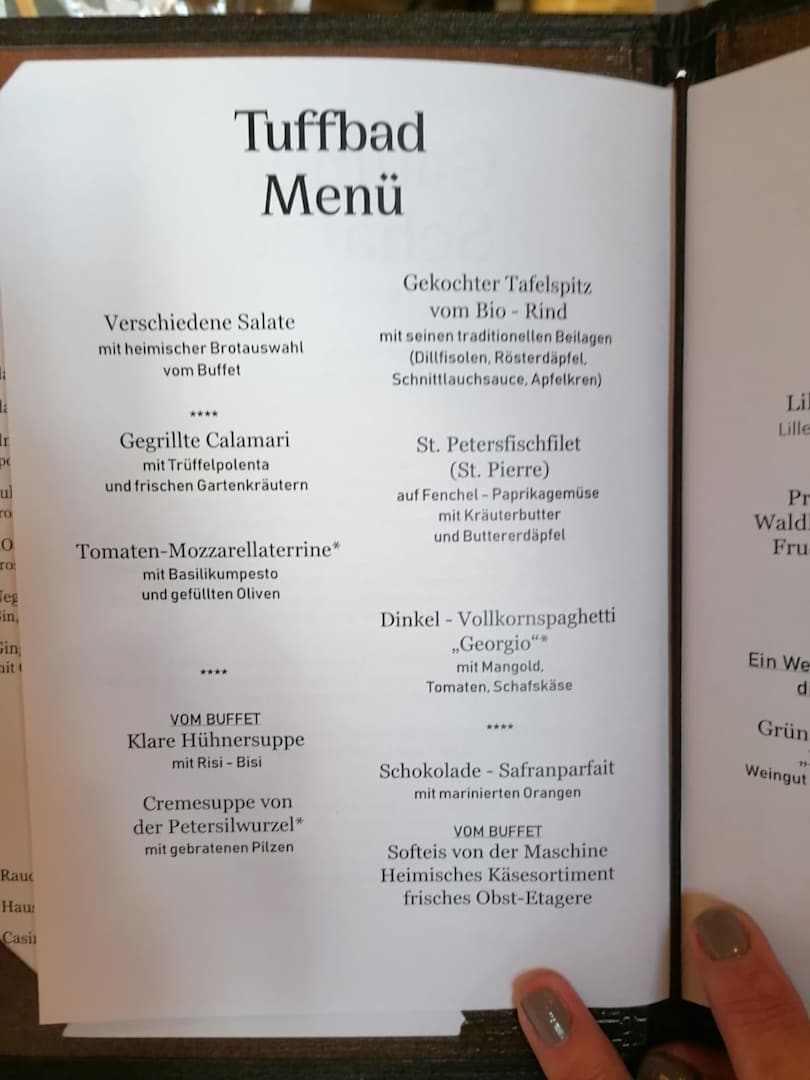 Tuffbad
Menü
Verschiedene Salate
mit heimischer Brotauswahl
vom Buffet
****
Gegrillte Calamari
mit Trüffelpolenta
und frischen Gartenkräutern
Tomaten-Mozzarellaterrine*
mit Basilikumpesto
und gefüllten Oliven
****
VOM BUFFET
Klare Hühnersuppe
mit Risi - Bisi
Cremesuppe von
der Petersilwurzel*
mit gebratenen Pilzen
Gekochter Tafelspitz
vom Bio - Rind
mit seinen traditionellen Beilagen
(Dillfisolen, Rösterdäpfel,
Schnittlauchsauce, Apfelkren)
St. Petersfischfilet
(St. Pierre)
auf Fenchel - Paprikagemüse
mit Kräuterbutter
und Buttererdäpfel
Dinkel - Vollkornspaghetti
„Georgio“*
mit Mangold,
Tomaten, Schafskäse
****
Schokolade - Safranparfait
mit marinierten Orangen
VOM BUFFET
Softeis von der Maschine
Heimisches Käsesortiment
frisches Obst-Etagere
Ein We
Grün
Weingut